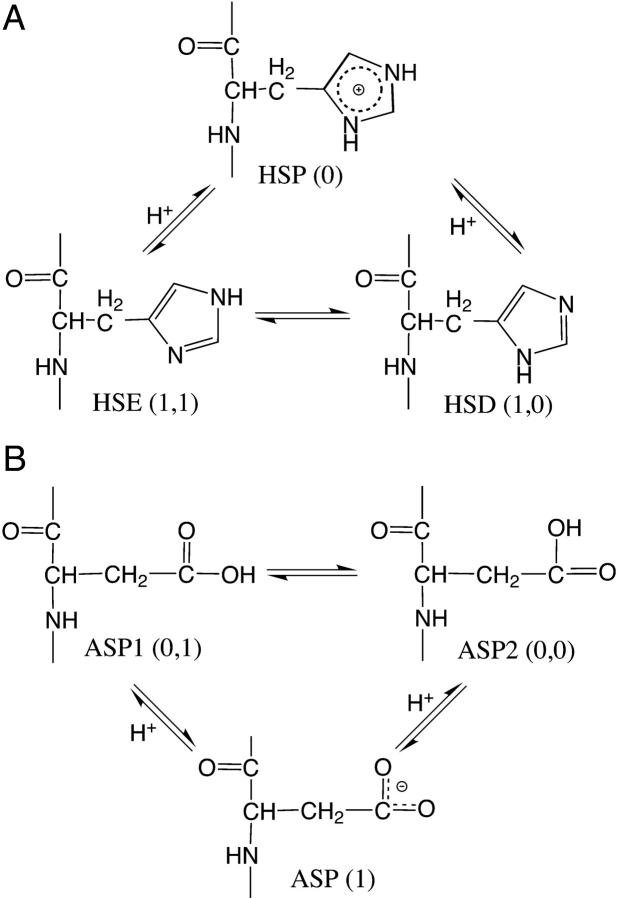 A
O=C
H2
CH-C
NH
HN
N
H
⊕
HSP (0)
H+
H+
O=C
H2
CH-C
NH
HN
N
HSE (1,1)
O=C
H2
CH-C
N
HN
N
H
HSD (1,0)
B
O=C
O
CH-CH2-C-OH
NH
ASP1 (0,1)
O=C
OH
CH-CH2-C=O
NH
ASP2 (0,0)
H+
H+
O=C
O
⊖
CH-CH2-C=O
HN
ASP (1)